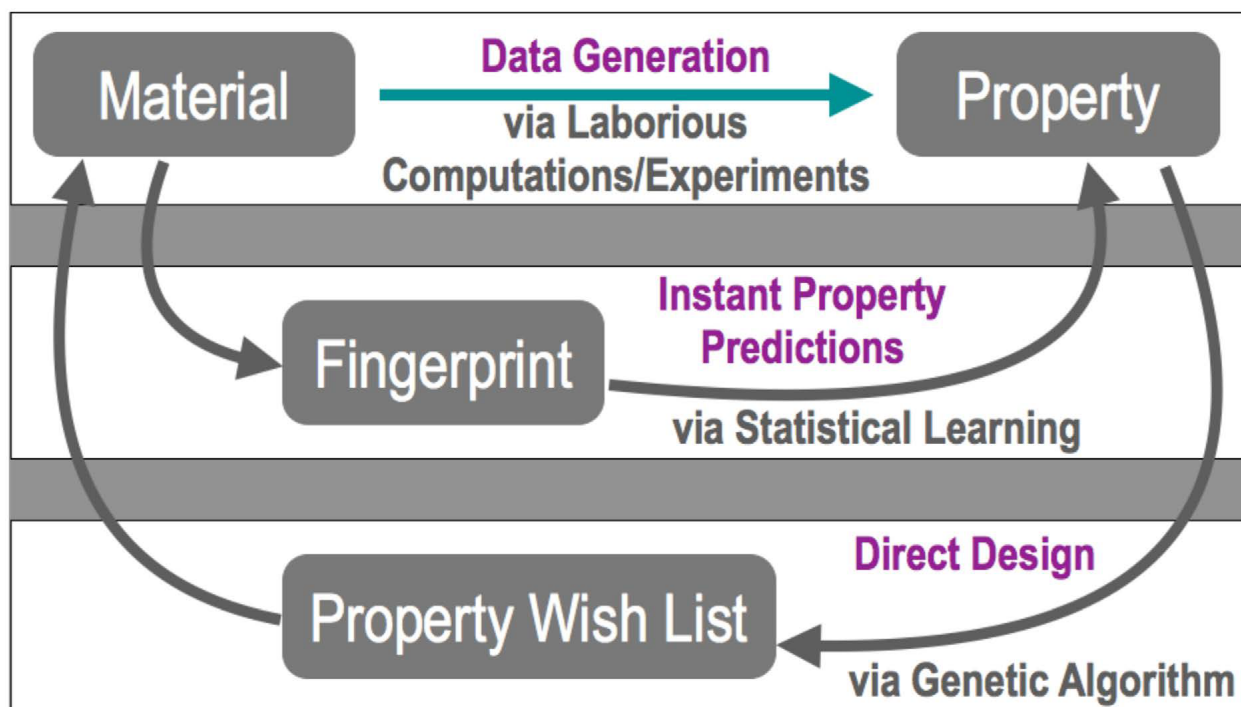 Material
Data Generation
via Laborious
Computations/Experiments
Property
Fingerprint
Instant Property
Predictions
via Statistical Learning
Property Wish List
Direct Design
via Genetic Algorithm